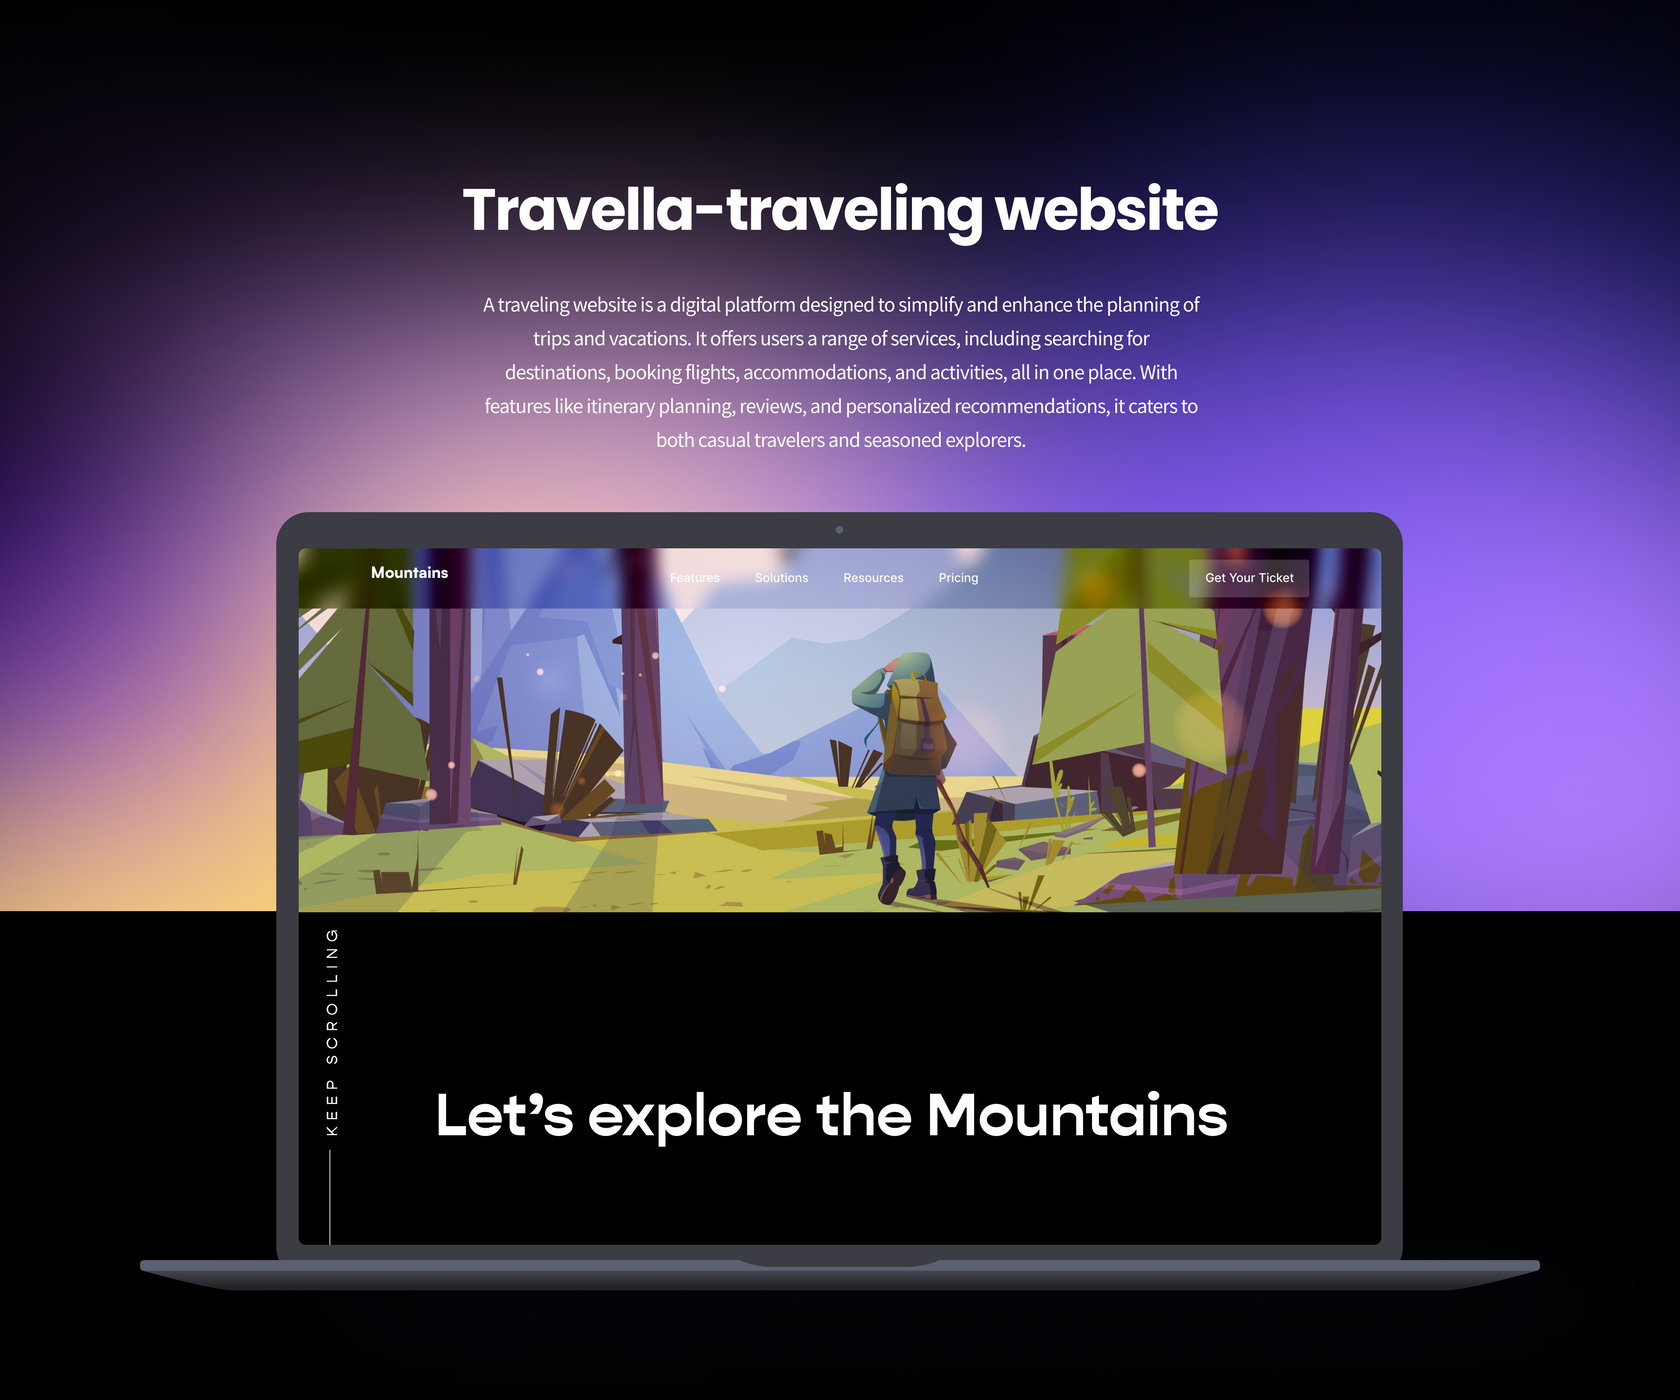 Travella-traveling website
A traveling website is a digital platform designed to simplify and enhance the planning of
trips and vacations. It offers users a range of services, including searching for
destinations, booking flights, accommodations, and activities, all in one place. With
features like itinerary planning, reviews, and personalized recommendations, it caters to
both casual travelers and seasoned explorers.
Mountains
Features
Solutions
Resources
Pricing
Get Your Ticket
KEEP SCROLLING
Let’s explore the Mountains